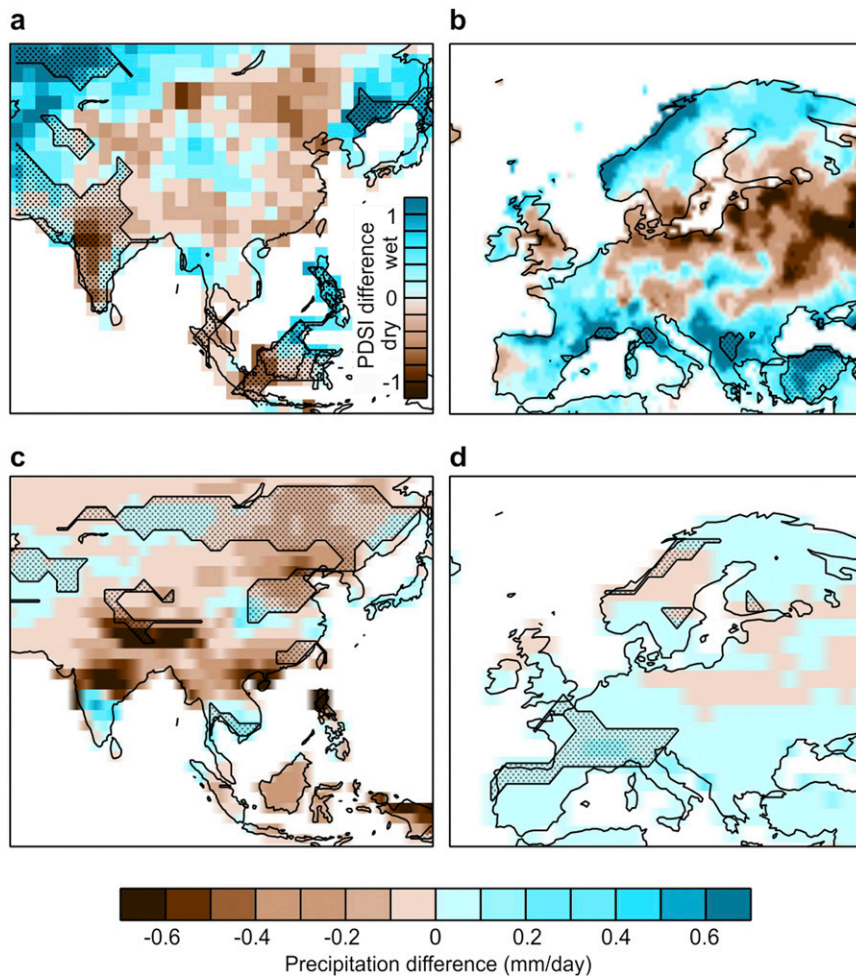 a
b
PDSI difference
dry
0
wet
1
-1
c
d
-0.6
-0.4
-0.2
0
0.2
0.4
0.6
Precipitation difference (mm/day)